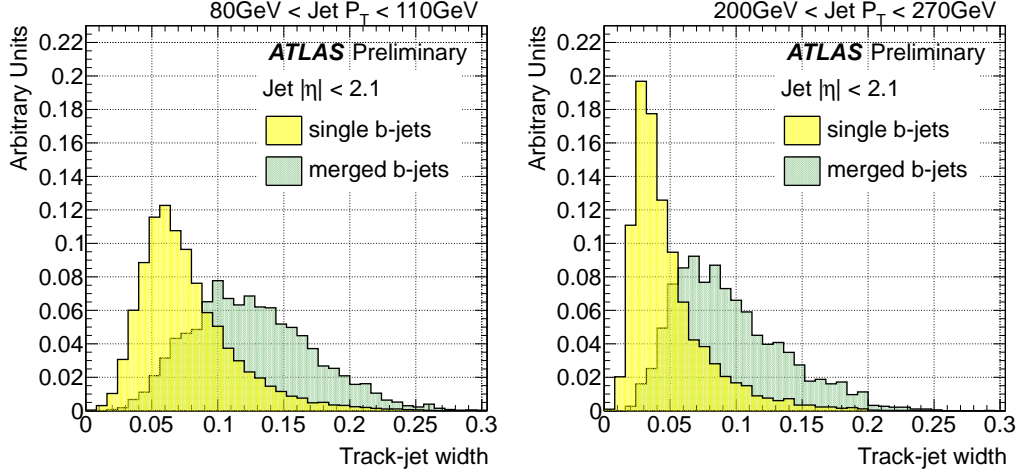 80GeV < Jet P_T < 110GeV
Arbitrary Units
0.22
0.2
0.18
0.16
0.14
0.12
0.1
0.08
0.06
0.04
0.02
0
ATLAS Preliminary
Jet |η| < 2.1
single b-jets
merged b-jets
0 0.05 0.1 0.15 0.2 0.25 0.3
Track-jet width
200GeV < Jet P_T < 270GeV
Arbitrary Units
0.22
0.2
0.18
0.16
0.14
0.12
0.1
0.08
0.06
0.04
0.02
0
ATLAS Preliminary
Jet |η| < 2.1
single b-jets
merged b-jets
0 0.05 0.1 0.15 0.2 0.25 0.3
Track-jet width